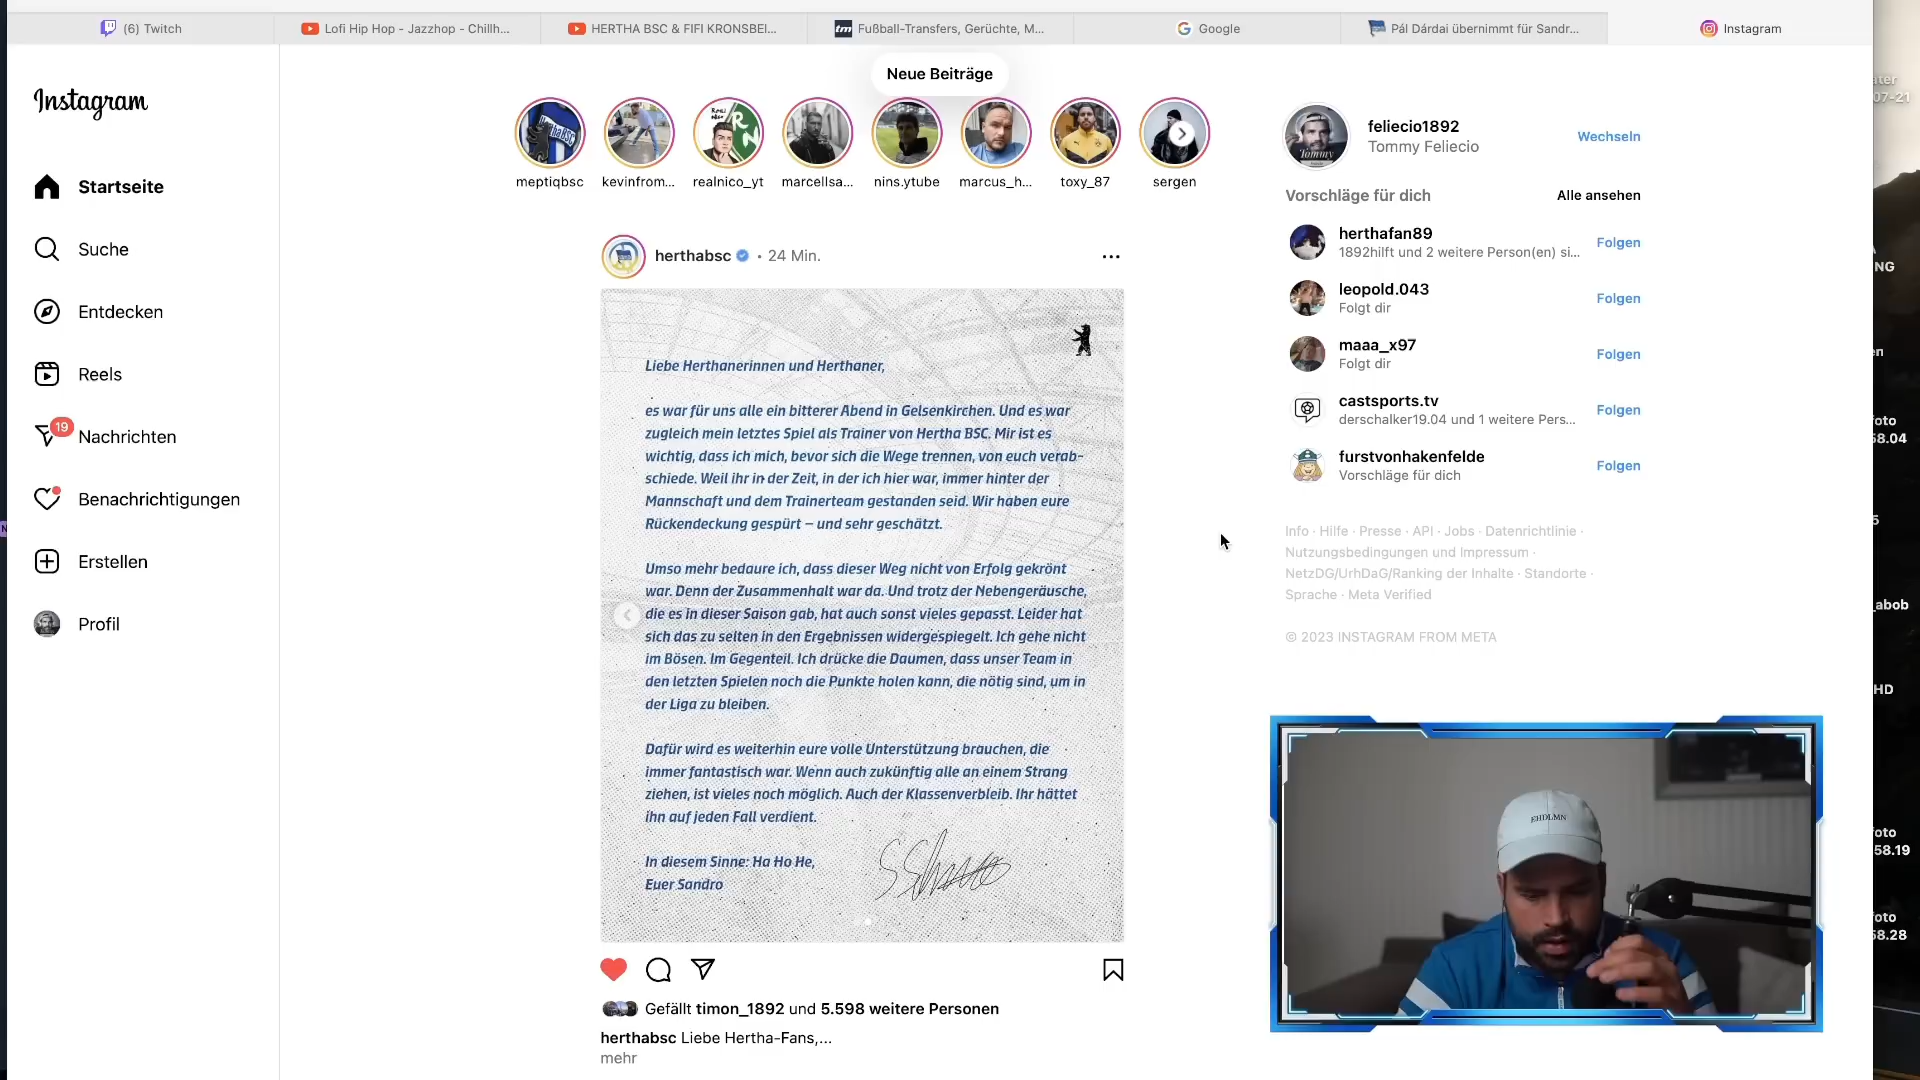 (6) Twitch
Lofi Hip Hop - Jazzhop - Chillh...
HERTHA BSC & FIFI KRONSBEI...
tm Fußball-Transfers, Gerüchte, M...
Google
Pál Dárdai übernimmt für Sandr...
Instagram
Instagram
Startseite
Suche
Entdecken
Reels
19
Nachrichten
Benachrichtigungen
Erstellen
Profil
Neue Beiträge
meptiqbsc
kevinfrom...
realnico_yt
marcellsa...
nins.ytube
marcus_h...
toxy_87
sergen
herthabsc • 24 Min.
Liebe Herthanerinnen und Herthaner,
es war für uns alle ein bitterer Abend in Gelsenkirchen. Und es war
zugleich mein letztes Spiel als Trainer von Hertha BSC. Mir ist es
wichtig, dass ich mich, bevor sich die Wege trennen, von euch verab-
schiede. Weil ihr in der Zeit, in der ich hier war, immer hinter der
Mannschaft und dem Trainerteam gestanden seid. Wir haben eure
Rückendeckung gespürt – und sehr geschätzt.
Umso mehr bedaure ich, dass dieser Weg nicht von Erfolg gekrönt
war. Denn der Zusammenhalt war da. Und trotz der Nebengeräusche,
die es in dieser Saison gab, hat auch sonst vieles gepasst. Leider hat
sich das zu selten in den Ergebnissen widergespiegelt. Ich gehe nicht
im Bösen. Im Gegenteil. Ich drücke die Daumen, dass unser Team in
den letzten Spielen noch die Punkte holen kann, die nötig sind, um in
der Liga zu bleiben.
Dafür wird es weiterhin eure volle Unterstützung brauchen, die
immer fantastisch war. Wenn auch zukünftig alle an einem Strang
ziehen, ist vieles noch möglich. Auch der Klassenverbleib. Ihr hättet
ihn auf jeden Fall verdient.
In diesem Sinne: Ha Ho He,
Euer Sandro
Gefällt timon_1892 und 5.598 weitere Personen
herthabsc Liebe Hertha-Fans,...
mehr
feliecio1892
Tommy Feliecio
Wechseln
Vorschläge für dich
Alle ansehen
herthafan89
1892hilft und 2 weitere Person(en) si...
Folgen
leopold.043
Folgt dir
Folgen
maaa_x97
Folgt dir
Folgen
castsports.tv
derschalker19.04 und 1 weitere Pers...
Folgen
furstvonhakenfelde
Vorschläge für dich
Folgen
Info · Hilfe · Presse · API · Jobs · Datenrichtlinie ·
Nutzungsbedingungen und Impressum ·
NetzDG/UrhDaG/Ranking der Inhalte · Standorte ·
Sprache · Meta Verified
© 2023 INSTAGRAM FROM META
EHDLMN
07-21
NG
oto
58.04
_abob
HD
oto
58.19
oto
58.28